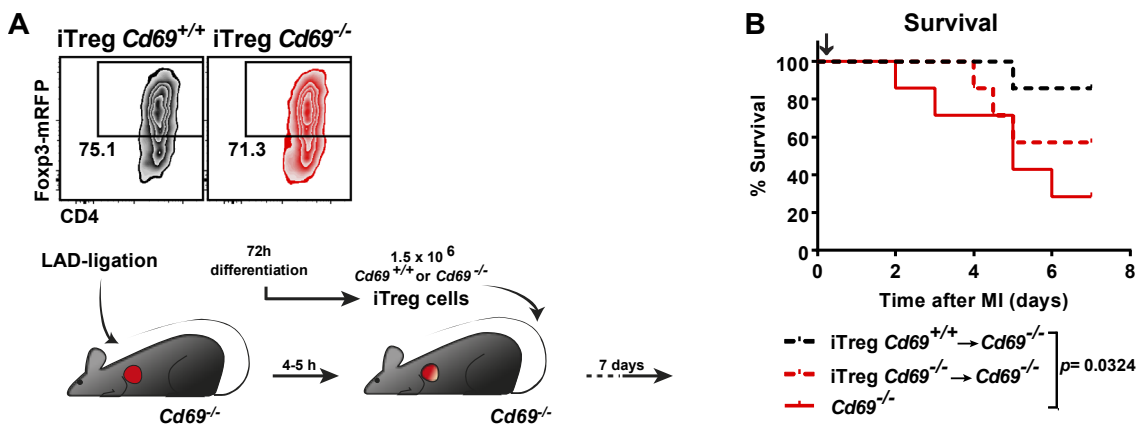 A
iTreg Cd69+/+ iTreg Cd69-/-
Foxp3-mRFP
75.1
71.3
CD4
LAD-ligation
72h
differentiation
1.5 x 10 6
Cd69+/+ or Cd69-/-
iTreg cells
4-5 h
7 days
Cd69-/-
Cd69-/-
B
Survival
% Survival
100
80
60
40
20
0
0 2 4 6 8
Time after MI (days)
iTreg Cd69+/+ → Cd69-/-
iTreg Cd69-/- → Cd69-/-
Cd69-/-
p= 0.0324